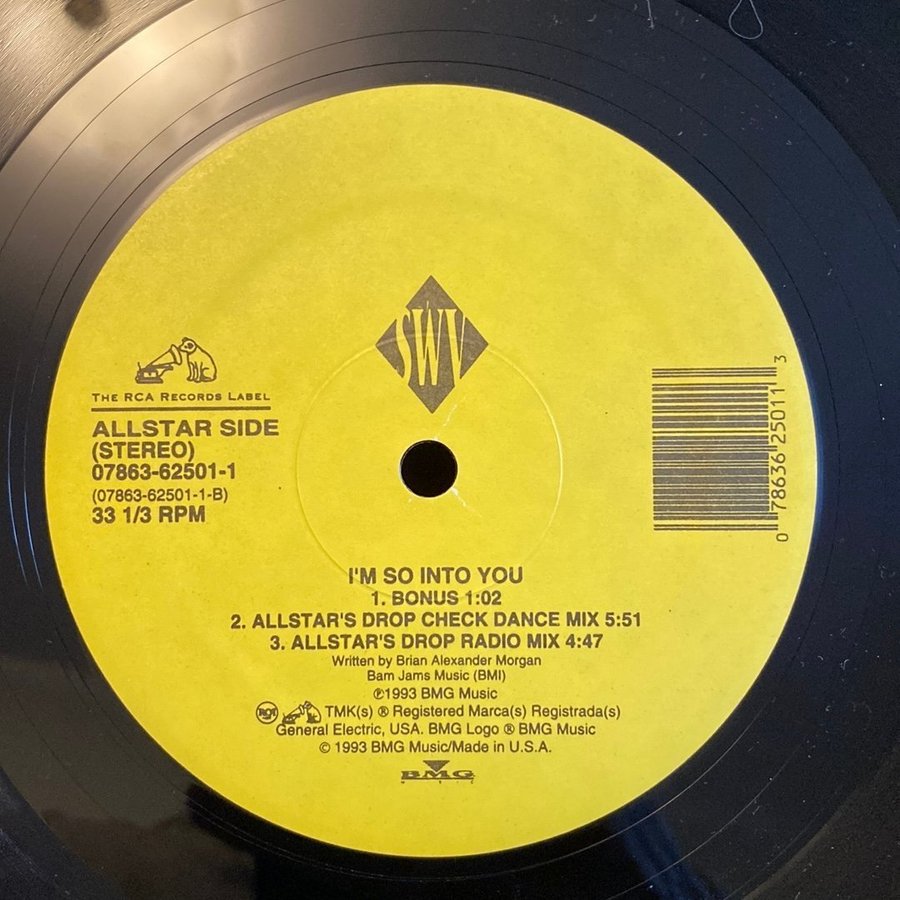 SWV
THE RCA RECORDS LABEL
ALLSTAR SIDE
(STEREO)
07863-62501-1
(07863-62501-1-B)
33 1/3 RPM
0 78636 25011 3
I'M SO INTO YOU
1. BONUS 1:02
2. ALLSTAR'S DROP CHECK DANCE MIX 5:51
3. ALLSTAR'S DROP RADIO MIX 4:47
Written by Brian Alexander Morgan
Bam Jams Music (BMI)
℗1993 BMG Music
RCA TMK(s) ® Registered Marca(s) Registrada(s)
General Electric, USA. BMG Logo ® BMG Music
© 1993 BMG Music/Made in U.S.A.
BMG
MUSIC